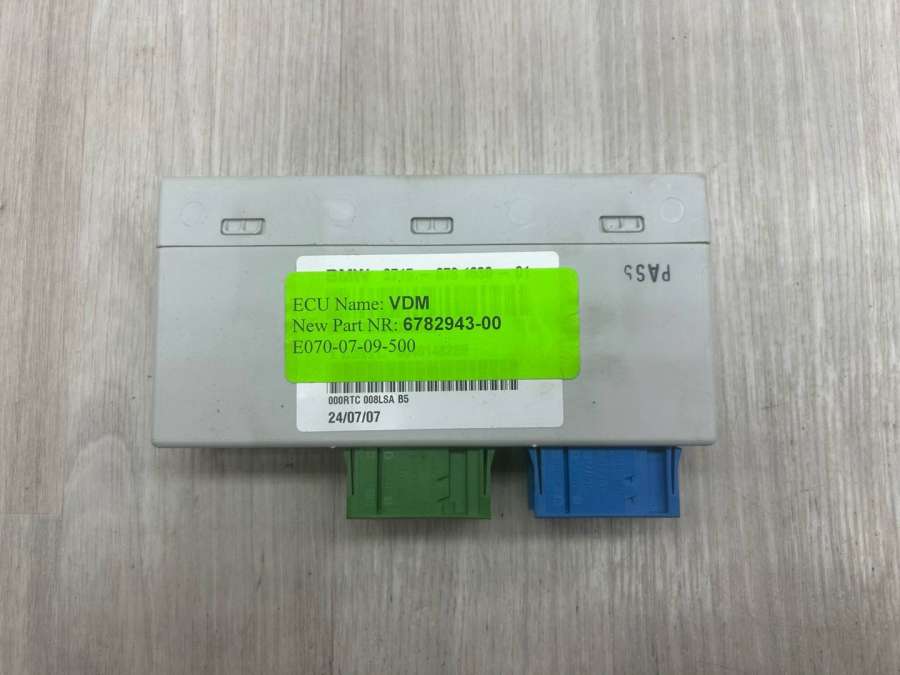 BMW
ECU Name: VDM
New Part NR: 6782943-00
E070-07-09-500
000RTC 008LSA B5
24/07/07
PASS